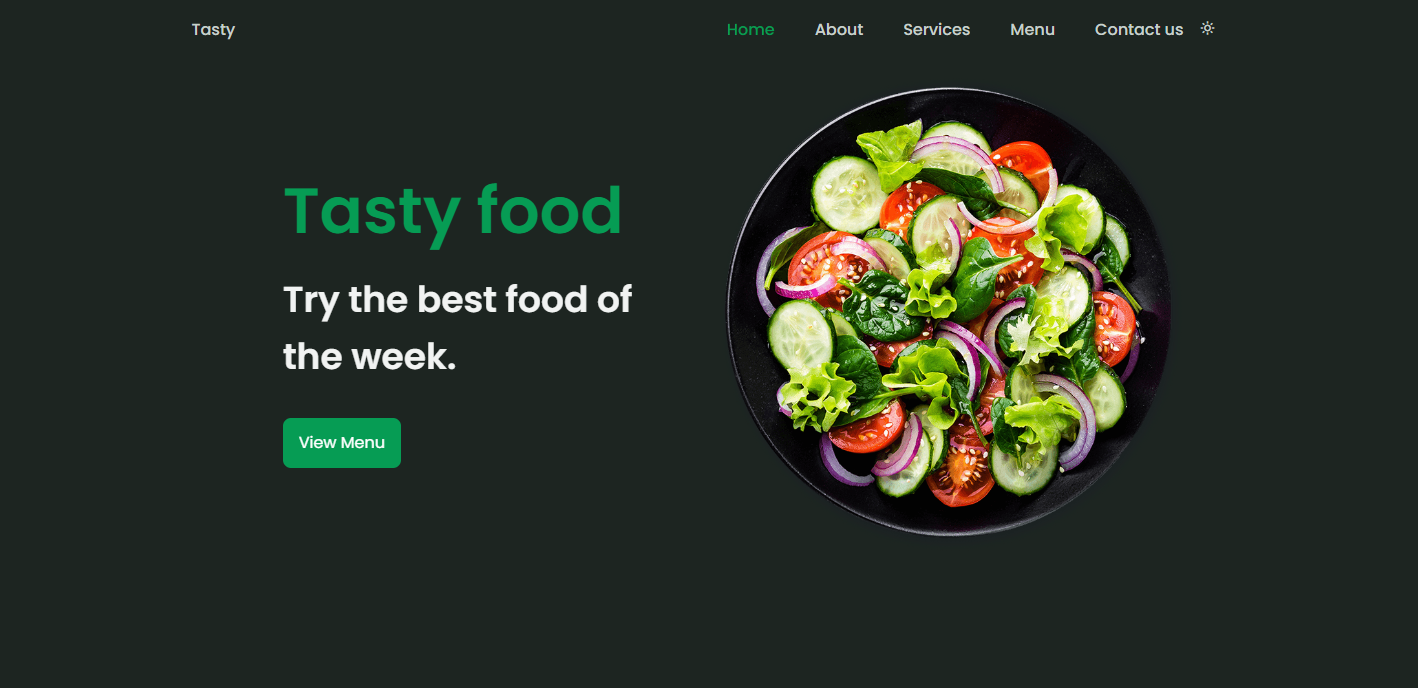 Tasty
Home About Services Menu Contact us
Tasty food
Try the best food of
the week.
View Menu